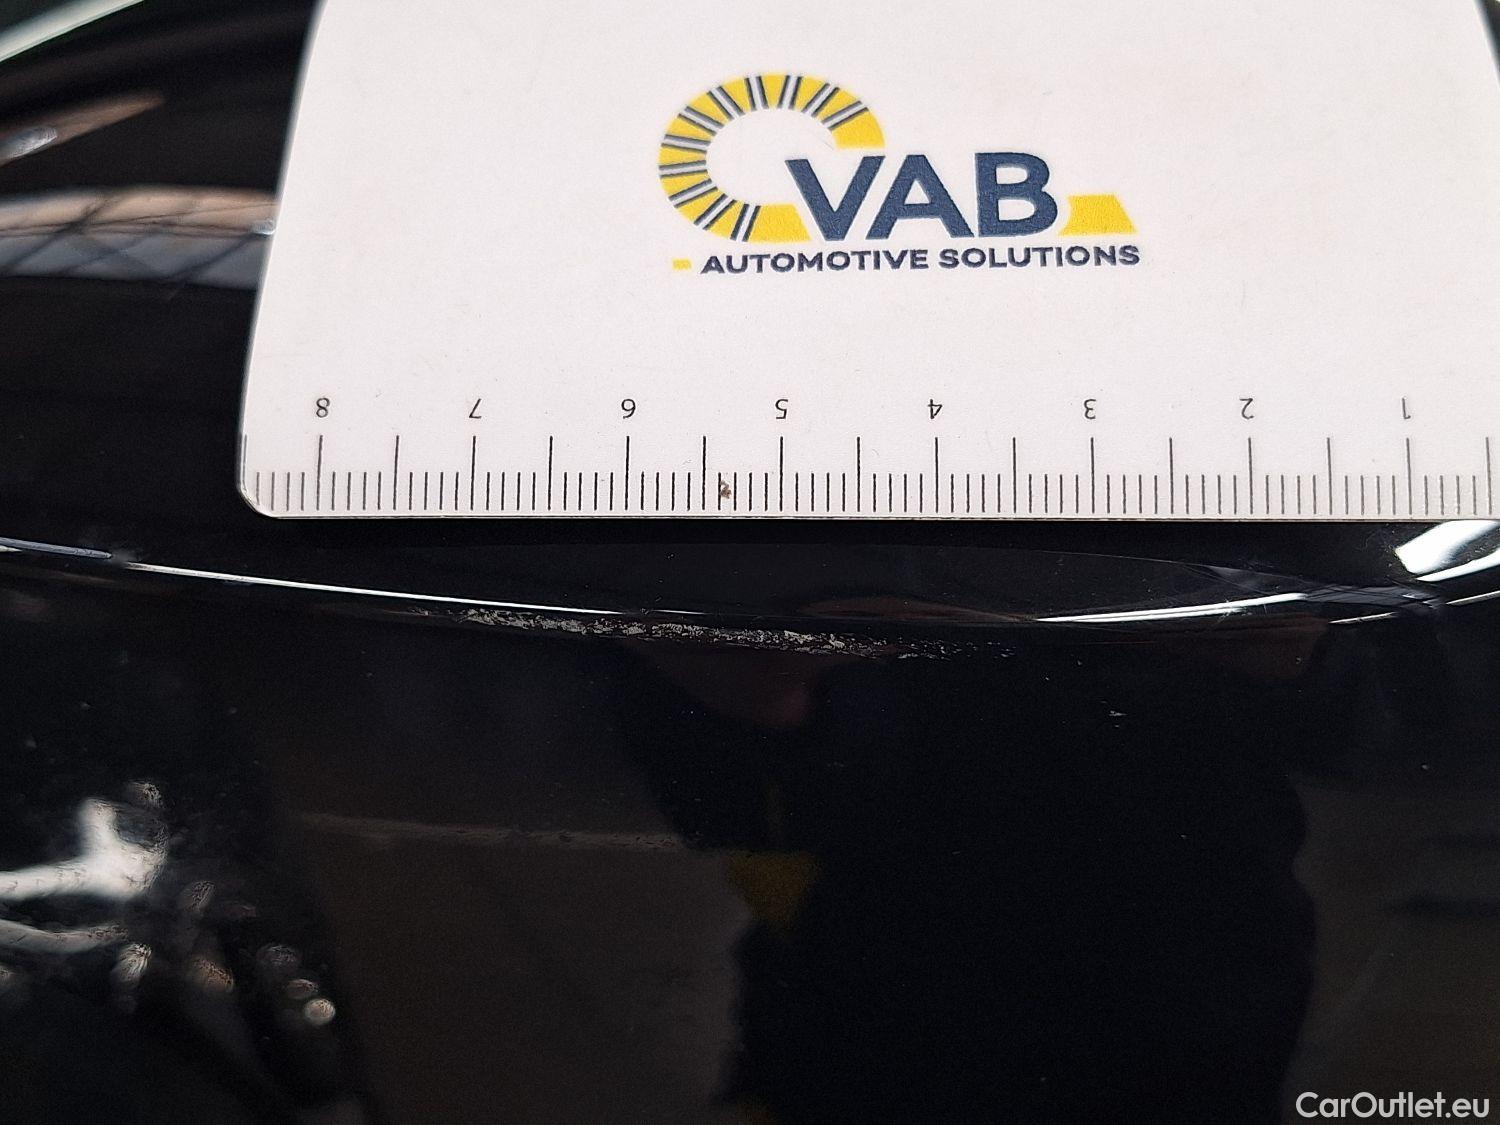 VAB
AUTOMOTIVE SOLUTIONS
8 7 6 5 4 3 2 1
CarOutlet.eu